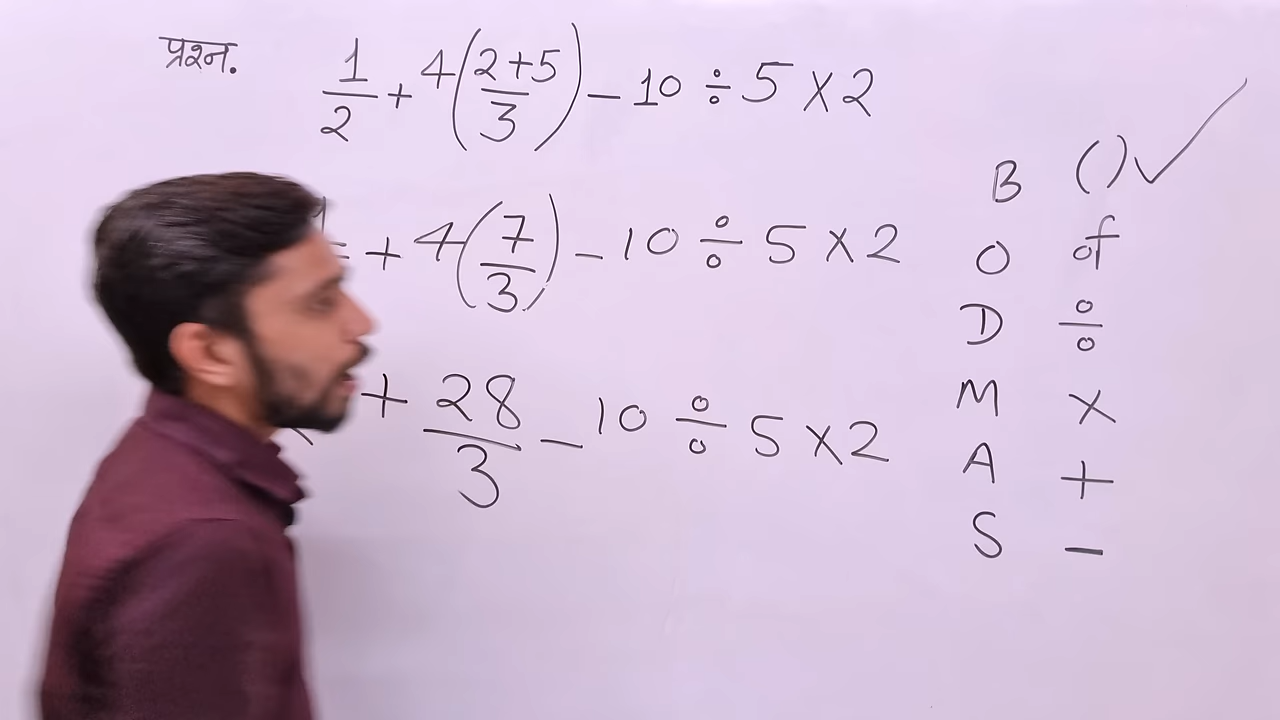 प्रश्न. 1/2 + 4(2+5/3) - 10 ÷ 5 × 2
+ 4(7/3) - 10 ÷ 5 × 2
+ 28/3 - 10 ÷ 5 × 2
B () ✓
O of
D ÷
M ×
A +
S -